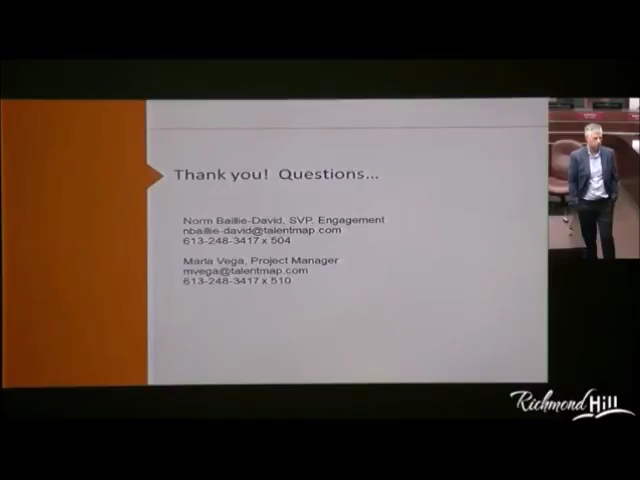 Thank you! Questions...
Norm Baillie-David, SVP, Engagement
nbaillie-david@talentmap.com
613-248-3417 x 504
Marla Vega, Project Manager
mvega@talentmap.com
613-248-3417 x 510
Richmond Hill